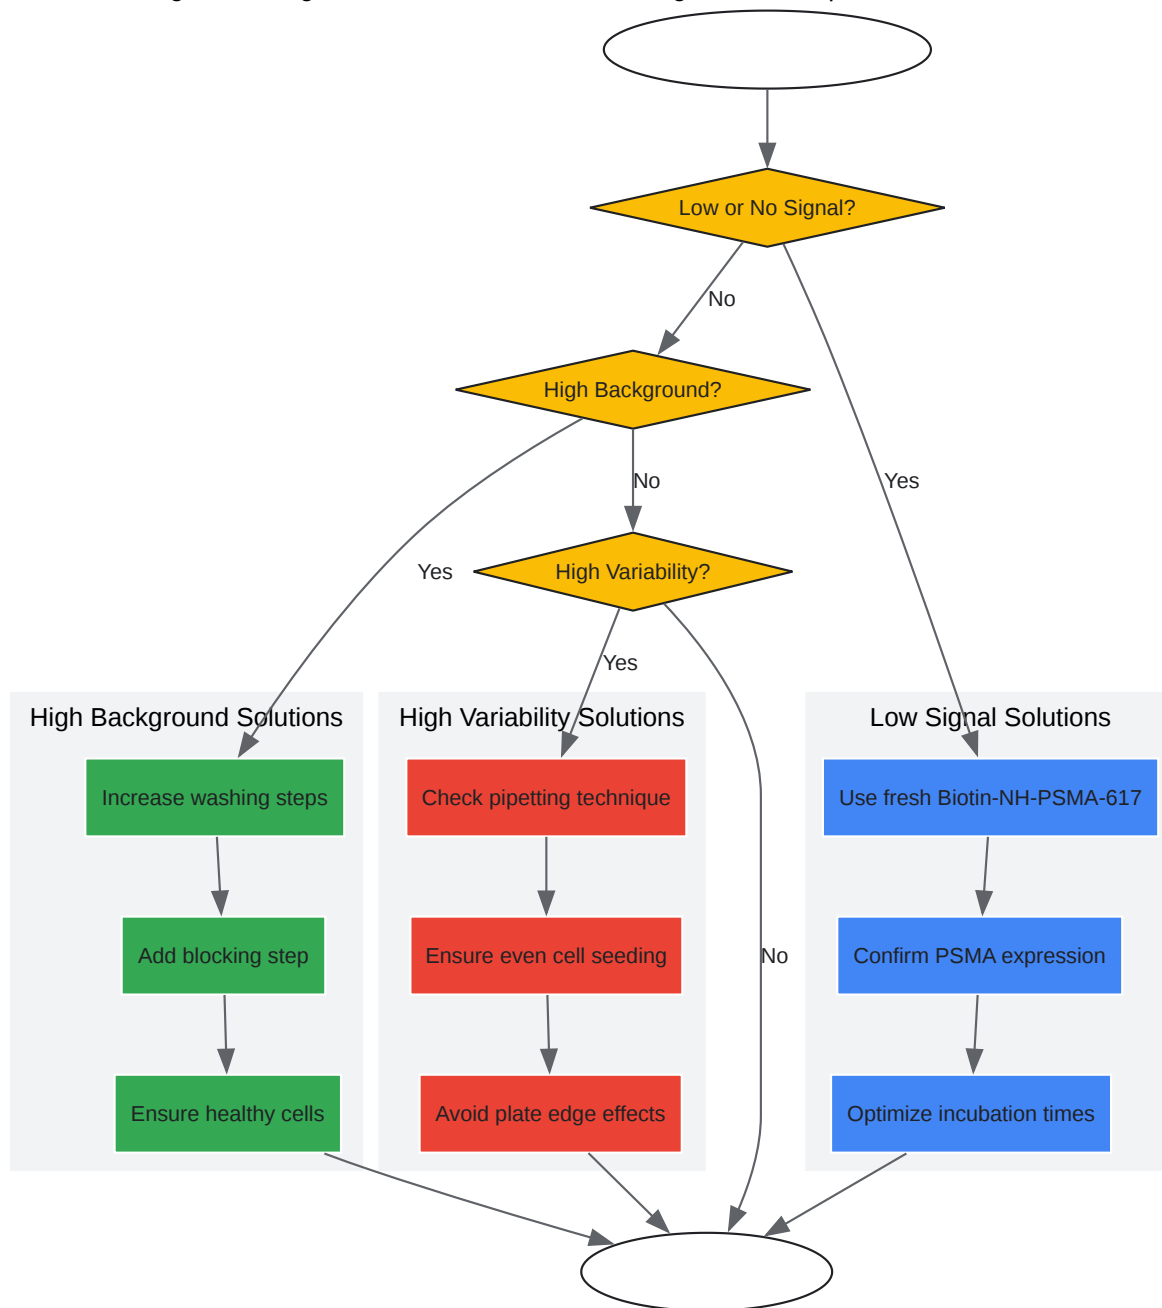 Low or No Signal?
No
High Background?
No
Yes
Yes
High Variability?
Yes
High Background Solutions
High Variability Solutions
Low Signal Solutions
Increase washing steps
Check pipetting technique
Use fresh Biotin-NH-PSMA-617
Add blocking step
Ensure even cell seeding
No
Confirm PSMA expression
Ensure healthy cells
Avoid plate edge effects
Optimize incubation times